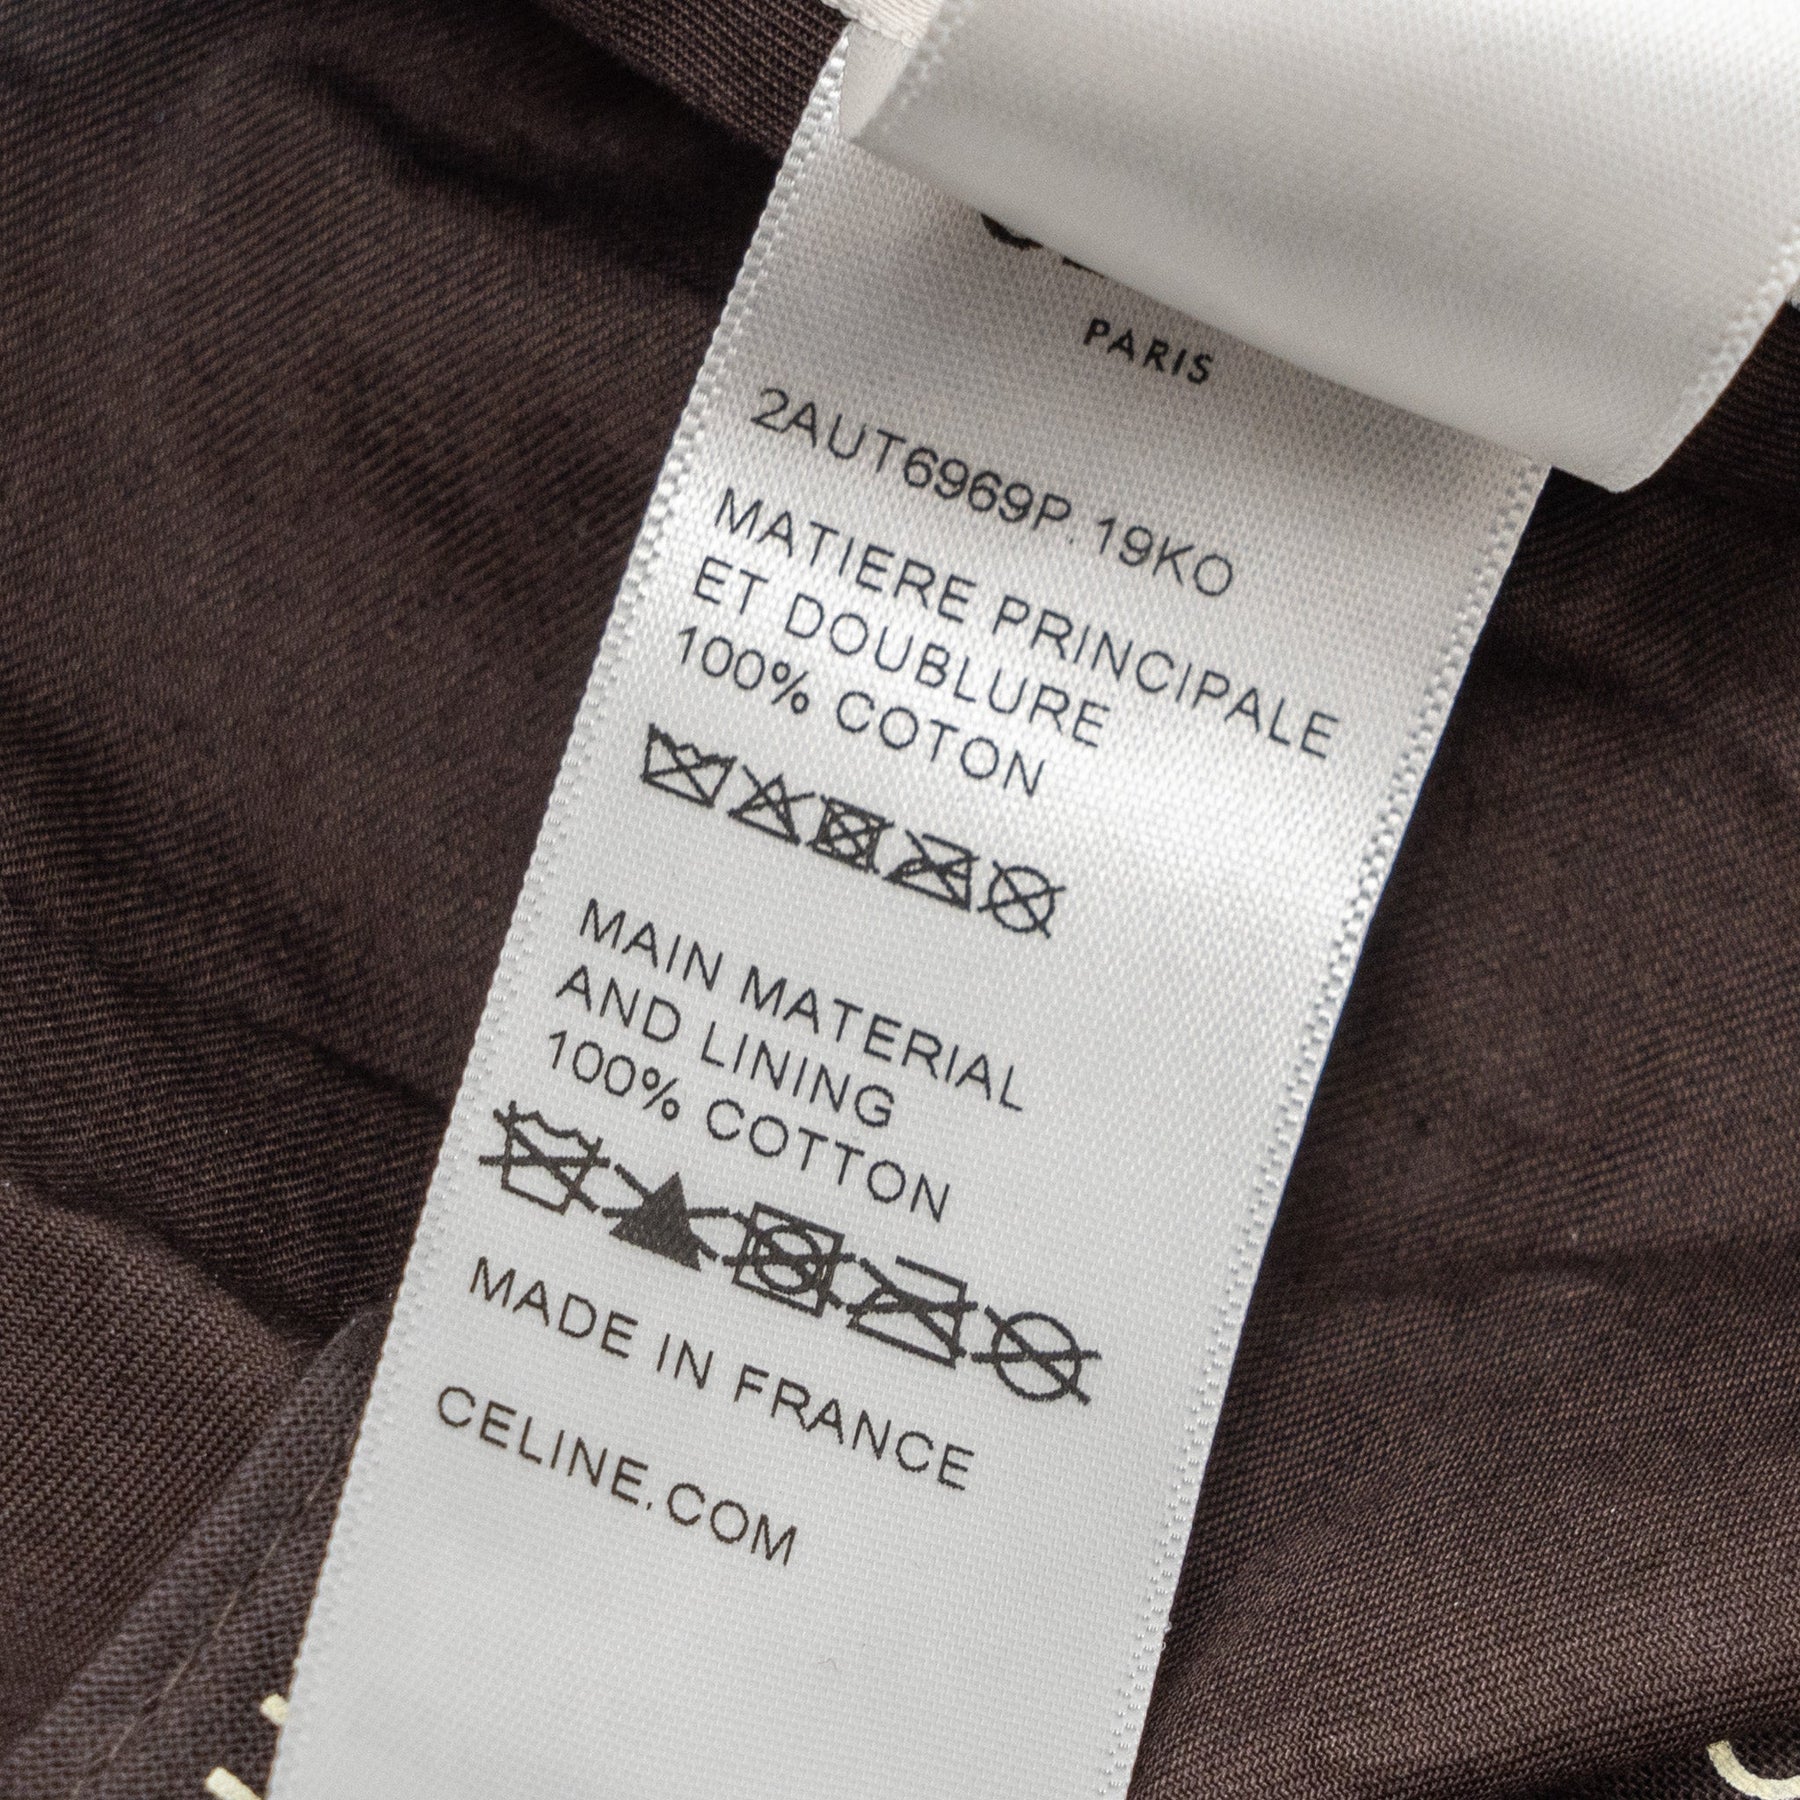 PARIS
2AUT6969P.19KO
MATIERE PRINCIPALE
ET DOUBLURE
100% COTON
MAIN MATERIAL
AND LINING
100% COTTON
MADE IN FRANCE
CELINE.COM